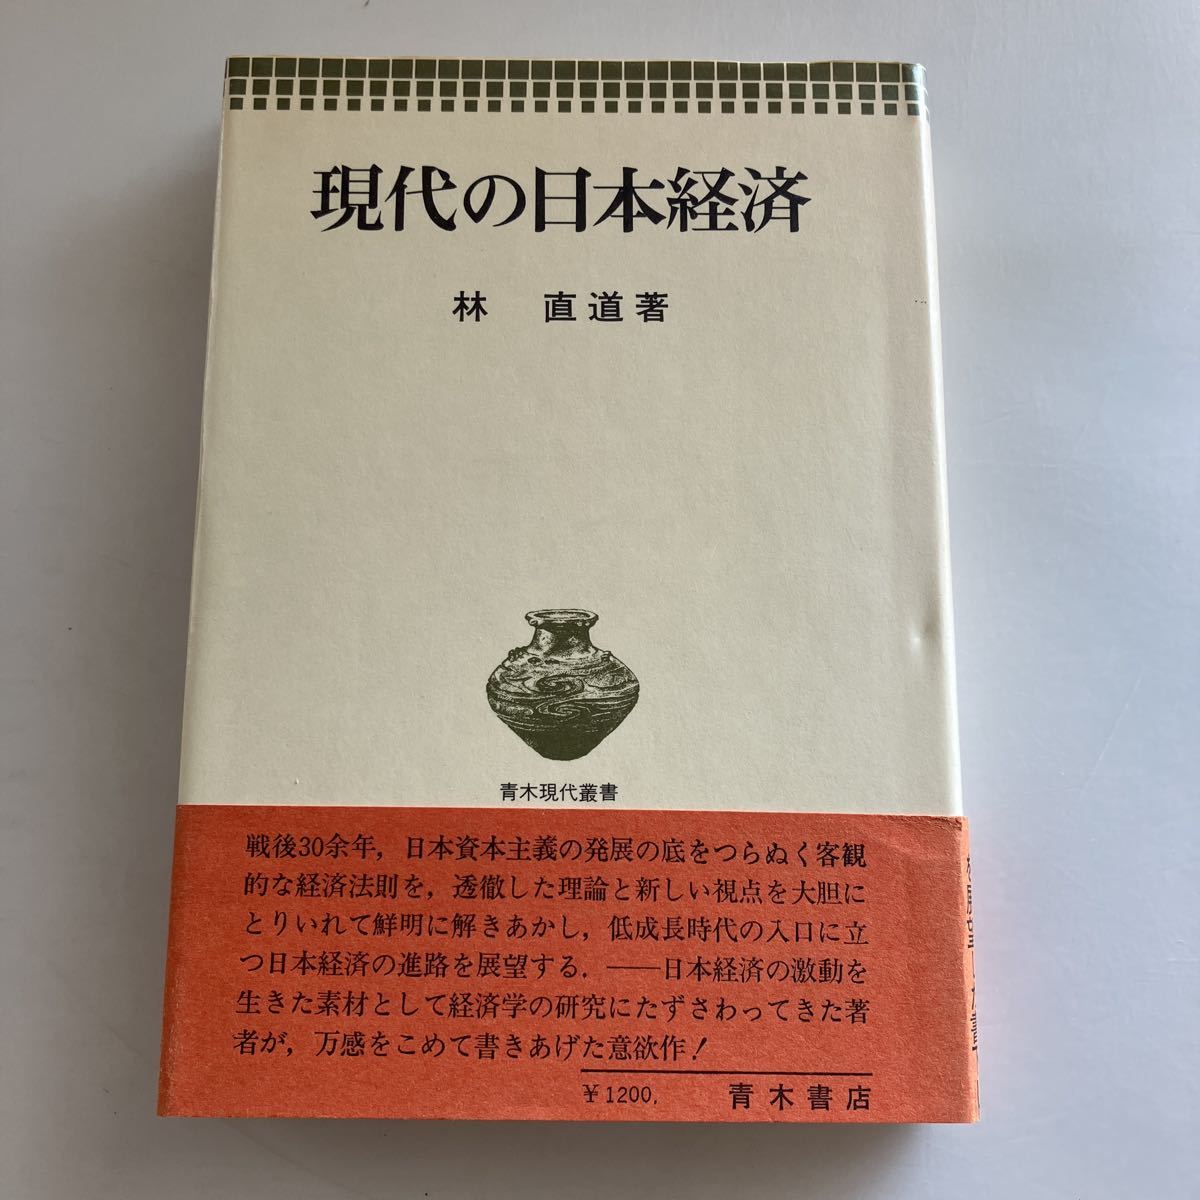 現代の日本経済
林 直道著
青木現代叢書
戦後30余年，日本資本主義の発展の底をつらぬく客観
的な経済法則を，透徹した理論と新しい視点を大胆に
とりいれて鮮明に解きあかし，低成長時代の入口に立
つ日本経済の進路を展望する．──日本経済の激動を
生きた素材として経済学の研究にたずさわってきた著
者が，万感をこめて書きあげた意欲作！
￥1200．　青木書店